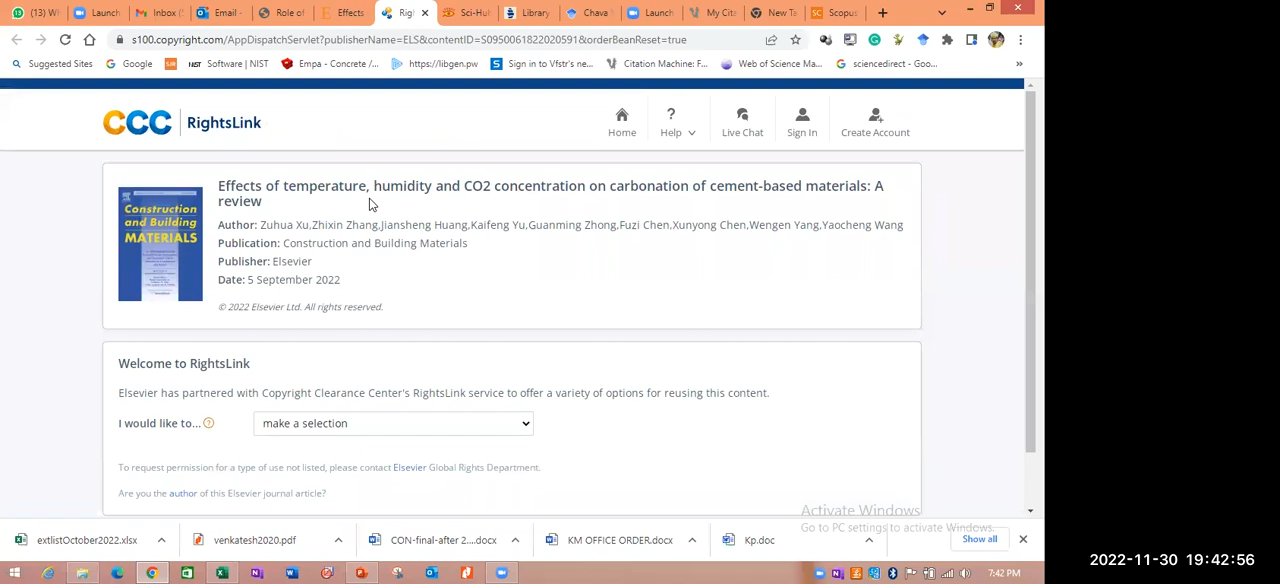 (13) Wh Launch Inbox ( Email - Role of Effects Rig Sci-Hu Library Chava Launch My Cita New Ta Scopus
s100.copyright.com/AppDispatchServlet?publisherName=ELS&contentID=S0950061822020591&orderBeanReset=true
Suggested Sites Google SJR NIST Software | NIST Empa - Concrete /... https://libgen.pw Sign in to Vfstr's ne... Citation Machine: F... Web of Science Ma... sciencedirect - Goo... »
CCC RightsLink
Home Help Live Chat Sign In Create Account
Effects of temperature, humidity and CO2 concentration on carbonation of cement-based materials: A
review
Construction
and Building
MATERIALS
Author: Zuhua Xu,Zhixin Zhang,Jiansheng Huang,Kaifeng Yu,Guanming Zhong,Fuzi Chen,Xunyong Chen,Wengen Yang,Yaocheng Wang
Publication: Construction and Building Materials
Publisher: Elsevier
Date: 5 September 2022
© 2022 Elsevier Ltd. All rights reserved.
Welcome to RightsLink
Elsevier has partnered with Copyright Clearance Center's RightsLink service to offer a variety of options for reusing this content.
I would like to... ? make a selection
To request permission for a type of use not listed, please contact Elsevier Global Rights Department.
Are you the author of this Elsevier journal article?
Activate Windows
Go to PC settings to activate Windows.
extlistOctober2022.xlsx venkatesh2020.pdf CON-final-after 2....docx KM OFFICE ORDER.docx Kp.doc Show all
7:42 PM
2022-11-30 19:42:56